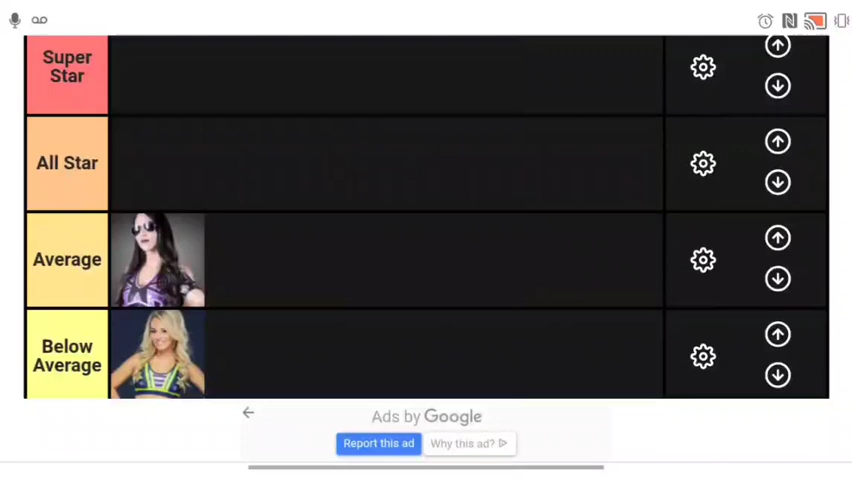 Super
Star
All Star
Average
Below
Average
Ads by Google
Report this ad
Why this ad?